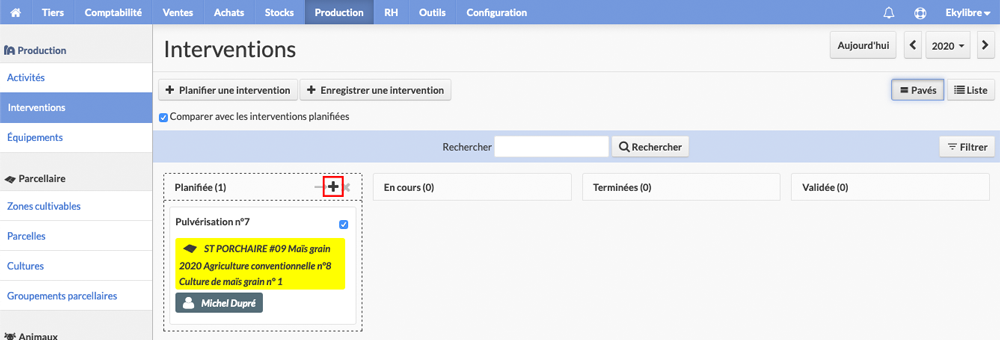 Tiers Comptabilité Ventes Achats Stocks Production RH Outils Configuration Ekylibre
Production
Activités
Interventions
Équipements
Parcellaire
Zones cultivables
Parcelles
Cultures
Groupements parcellaires
Animaux
Interventions
Aujourd'hui 2020
Planifier une intervention Enregistrer une intervention Pavés Liste
Comparer avec les interventions planifiées
Rechercher Rechercher Filtrer
Planifiée (1) En cours (0) Terminées (0) Validée (0)
Pulvérisation n°7
ST PORCHAIRE #09 Maïs grain
2020 Agriculture conventionnelle n°8
Culture de maïs grain n° 1
Michel Dupré